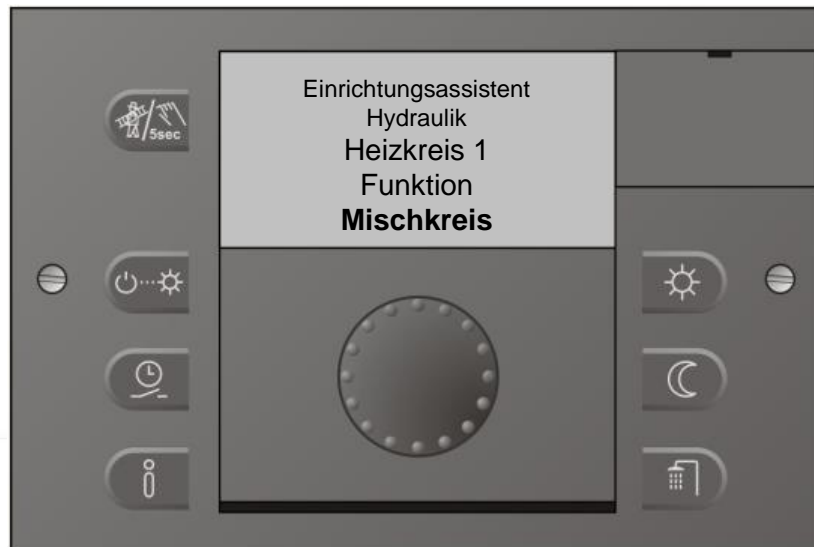 5sec
Einrichtungsassistent
Hydraulik
Heizkreis 1
Funktion
Mischkreis